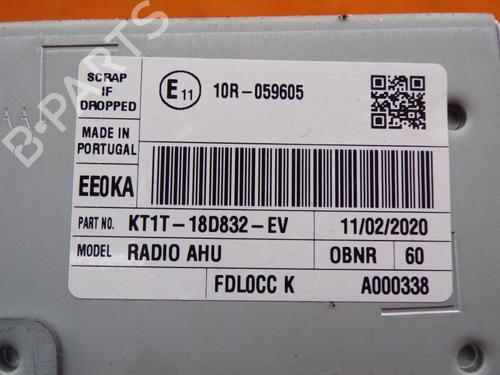 SCRAP
IF
DROPPED
E 11
10R-059605
MADE IN
PORTUGAL
EE0KA
PART NO. KT1T-18D832-EV 11/02/2020
MODEL RADIO AHU OBNR 60
FDL0CC K A000338
B-PARTS